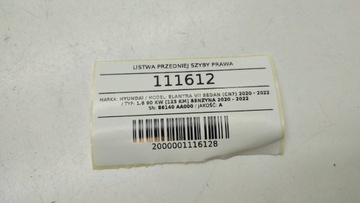 LISTWA PRZEDNIEJ SZYBY PRAWA
111612
MARKA: HYUNDAI / MODEL: ELANTRA VII SEDAN (CN7) 2020 - 2022
/ TYP: 1.6 90 KW [123 KM] BENZYNA 2020 - 2022
SN: 86140 AA000 / JAKOŚĆ: A
2000001116128